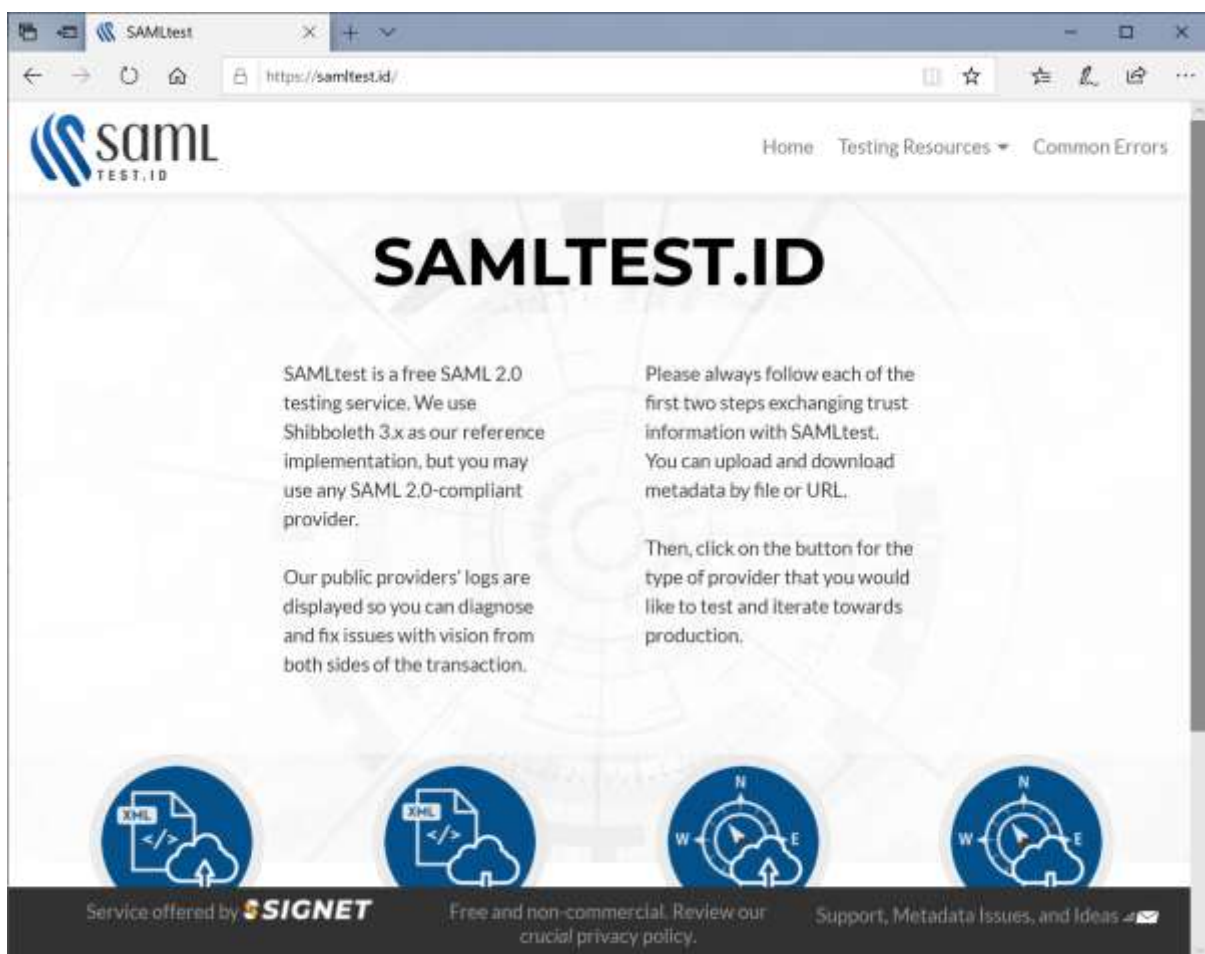 SAMLtest
https://samltest.id/
saml
TEST.ID
Home Testing Resources Common Errors
SAMLTEST.ID
SAMLtest is a free SAML 2.0
testing service. We use
Shibboleth 3.x as our reference
implementation, but you may
use any SAML 2.0-compliant
provider.
Our public providers' logs are
displayed so you can diagnose
and fix issues with vision from
both sides of the transaction.
Please always follow each of the
first two steps exchanging trust
information with SAMLtest.
You can upload and download
metadata by file or URL.
Then, click on the button for the
type of provider that you would
like to test and iterate towards
production.
XML
</>
XML
</>
N
W E
N
W E
Service offered by SIGNET
Free and non-commercial. Review our
crucial privacy policy.
Support, Metadata Issues, and Ideas